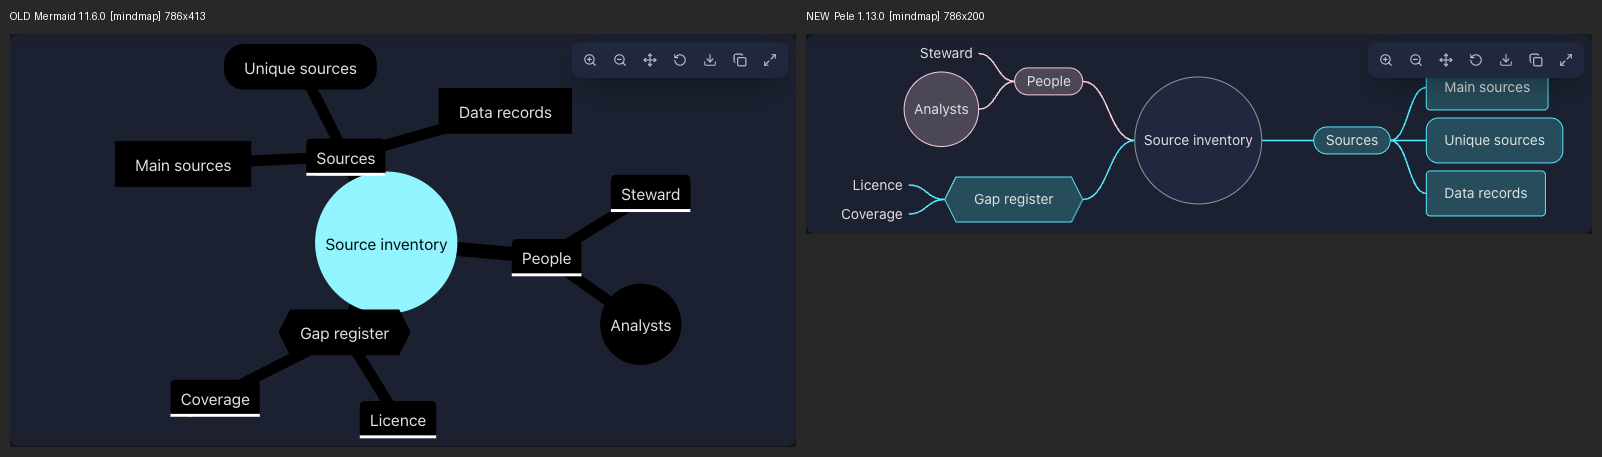 OLD Mermaid 11.6.0 [mindmap] 786x413
Unique sources
Data records
Main sources
Sources
Steward
Source inventory
People
Analysts
Gap register
Coverage
Licence
NEW Pele 1.13.0 [mindmap] 786x200
Steward
People
Analysts
Source inventory
Licence
Gap register
Coverage
Main sources
Sources
Unique sources
Data records